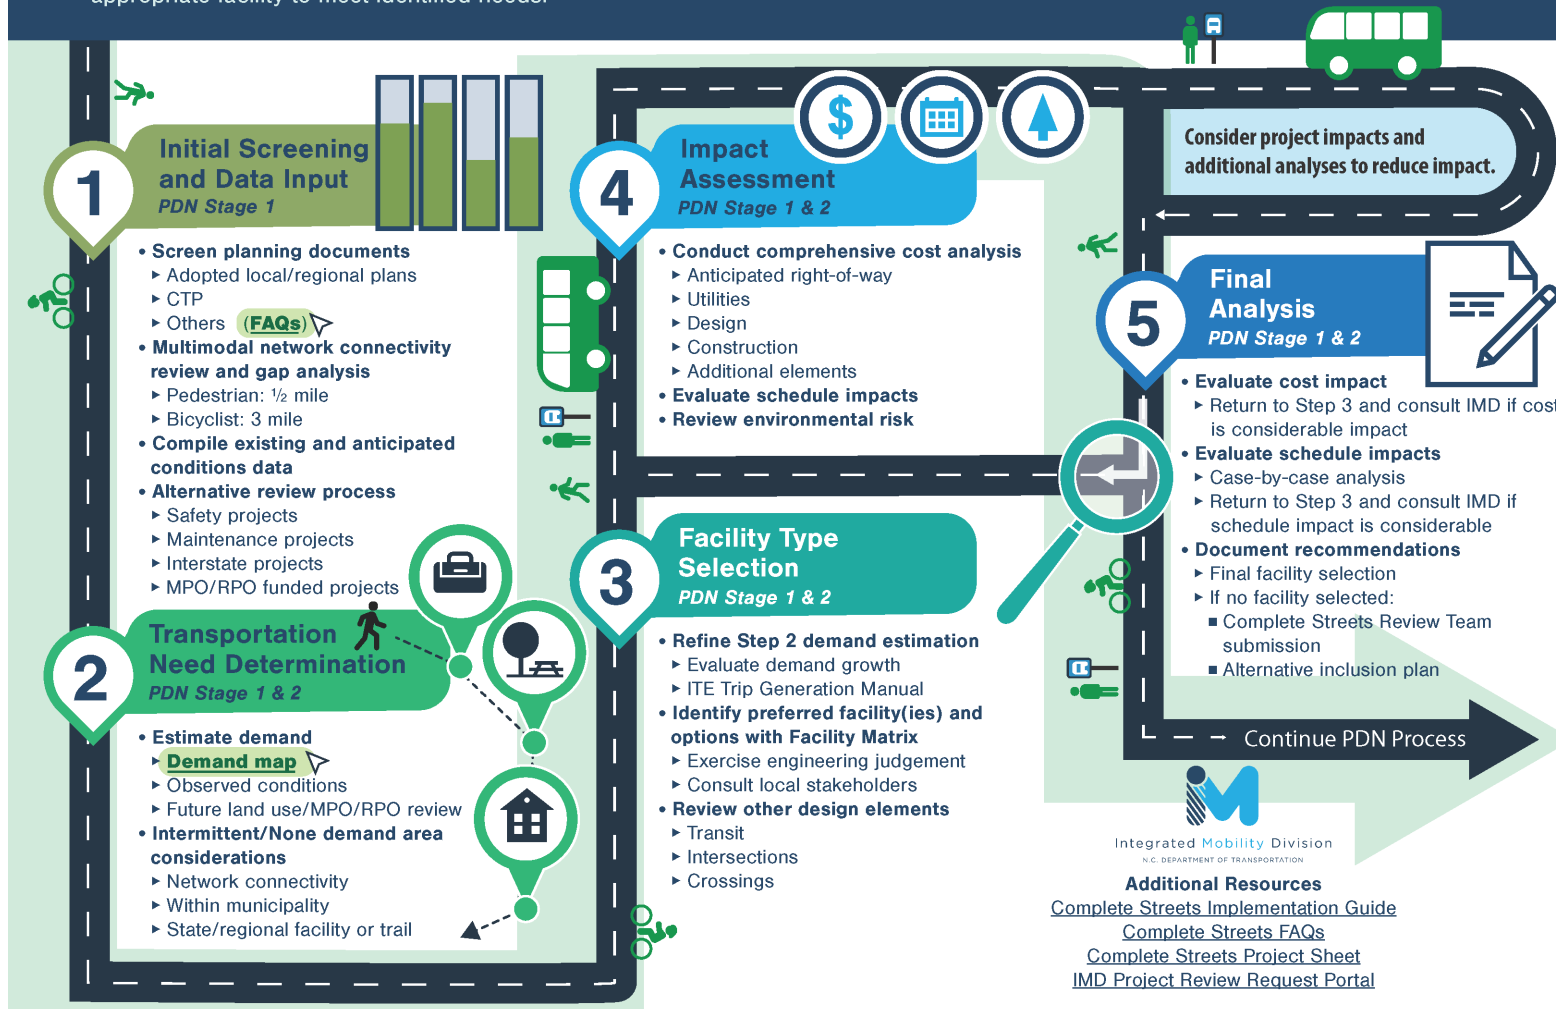 appropriate facility to meet identified needs.
1
Initial Screening
and Data Input
PDN Stage 1
• Screen planning documents
▸ Adopted local/regional plans
▸ CTP
▸ Others (FAQs)
• Multimodal network connectivity
review and gap analysis
▸ Pedestrian: ½ mile
▸ Bicyclist: 3 mile
• Compile existing and anticipated
conditions data
• Alternative review process
▸ Safety projects
▸ Maintenance projects
▸ Interstate projects
▸ MPO/RPO funded projects
2
Transportation
Need Determination
PDN Stage 1 & 2
• Estimate demand
▸ Demand map
▸ Observed conditions
▸ Future land use/MPO/RPO review
• Intermittent/None demand area
considerations
▸ Network connectivity
▸ Within municipality
▸ State/regional facility or trail
3
Facility Type
Selection
PDN Stage 1 & 2
• Refine Step 2 demand estimation
▸ Evaluate demand growth
▸ ITE Trip Generation Manual
• Identify preferred facility(ies) and
options with Facility Matrix
▸ Exercise engineering judgement
▸ Consult local stakeholders
• Review other design elements
▸ Transit
▸ Intersections
▸ Crossings
4
Impact
Assessment
PDN Stage 1 & 2
$
• Conduct comprehensive cost analysis
▸ Anticipated right-of-way
▸ Utilities
▸ Design
▸ Construction
▸ Additional elements
• Evaluate schedule impacts
• Review environmental risk
Consider project impacts and
additional analyses to reduce impact.
5
Final
Analysis
PDN Stage 1 & 2
• Evaluate cost impact
▸ Return to Step 3 and consult IMD if cost
is considerable impact
• Evaluate schedule impacts
▸ Case-by-case analysis
▸ Return to Step 3 and consult IMD if
schedule impact is considerable
• Document recommendations
▸ Final facility selection
▸ If no facility selected:
■ Complete Streets Review Team
submission
■ Alternative inclusion plan
Continue PDN Process
iM
Integrated Mobility Division
N.C. DEPARTMENT OF TRANSPORTATION
Additional Resources
Complete Streets Implementation Guide
Complete Streets FAQs
Complete Streets Project Sheet
IMD Project Review Request Portal